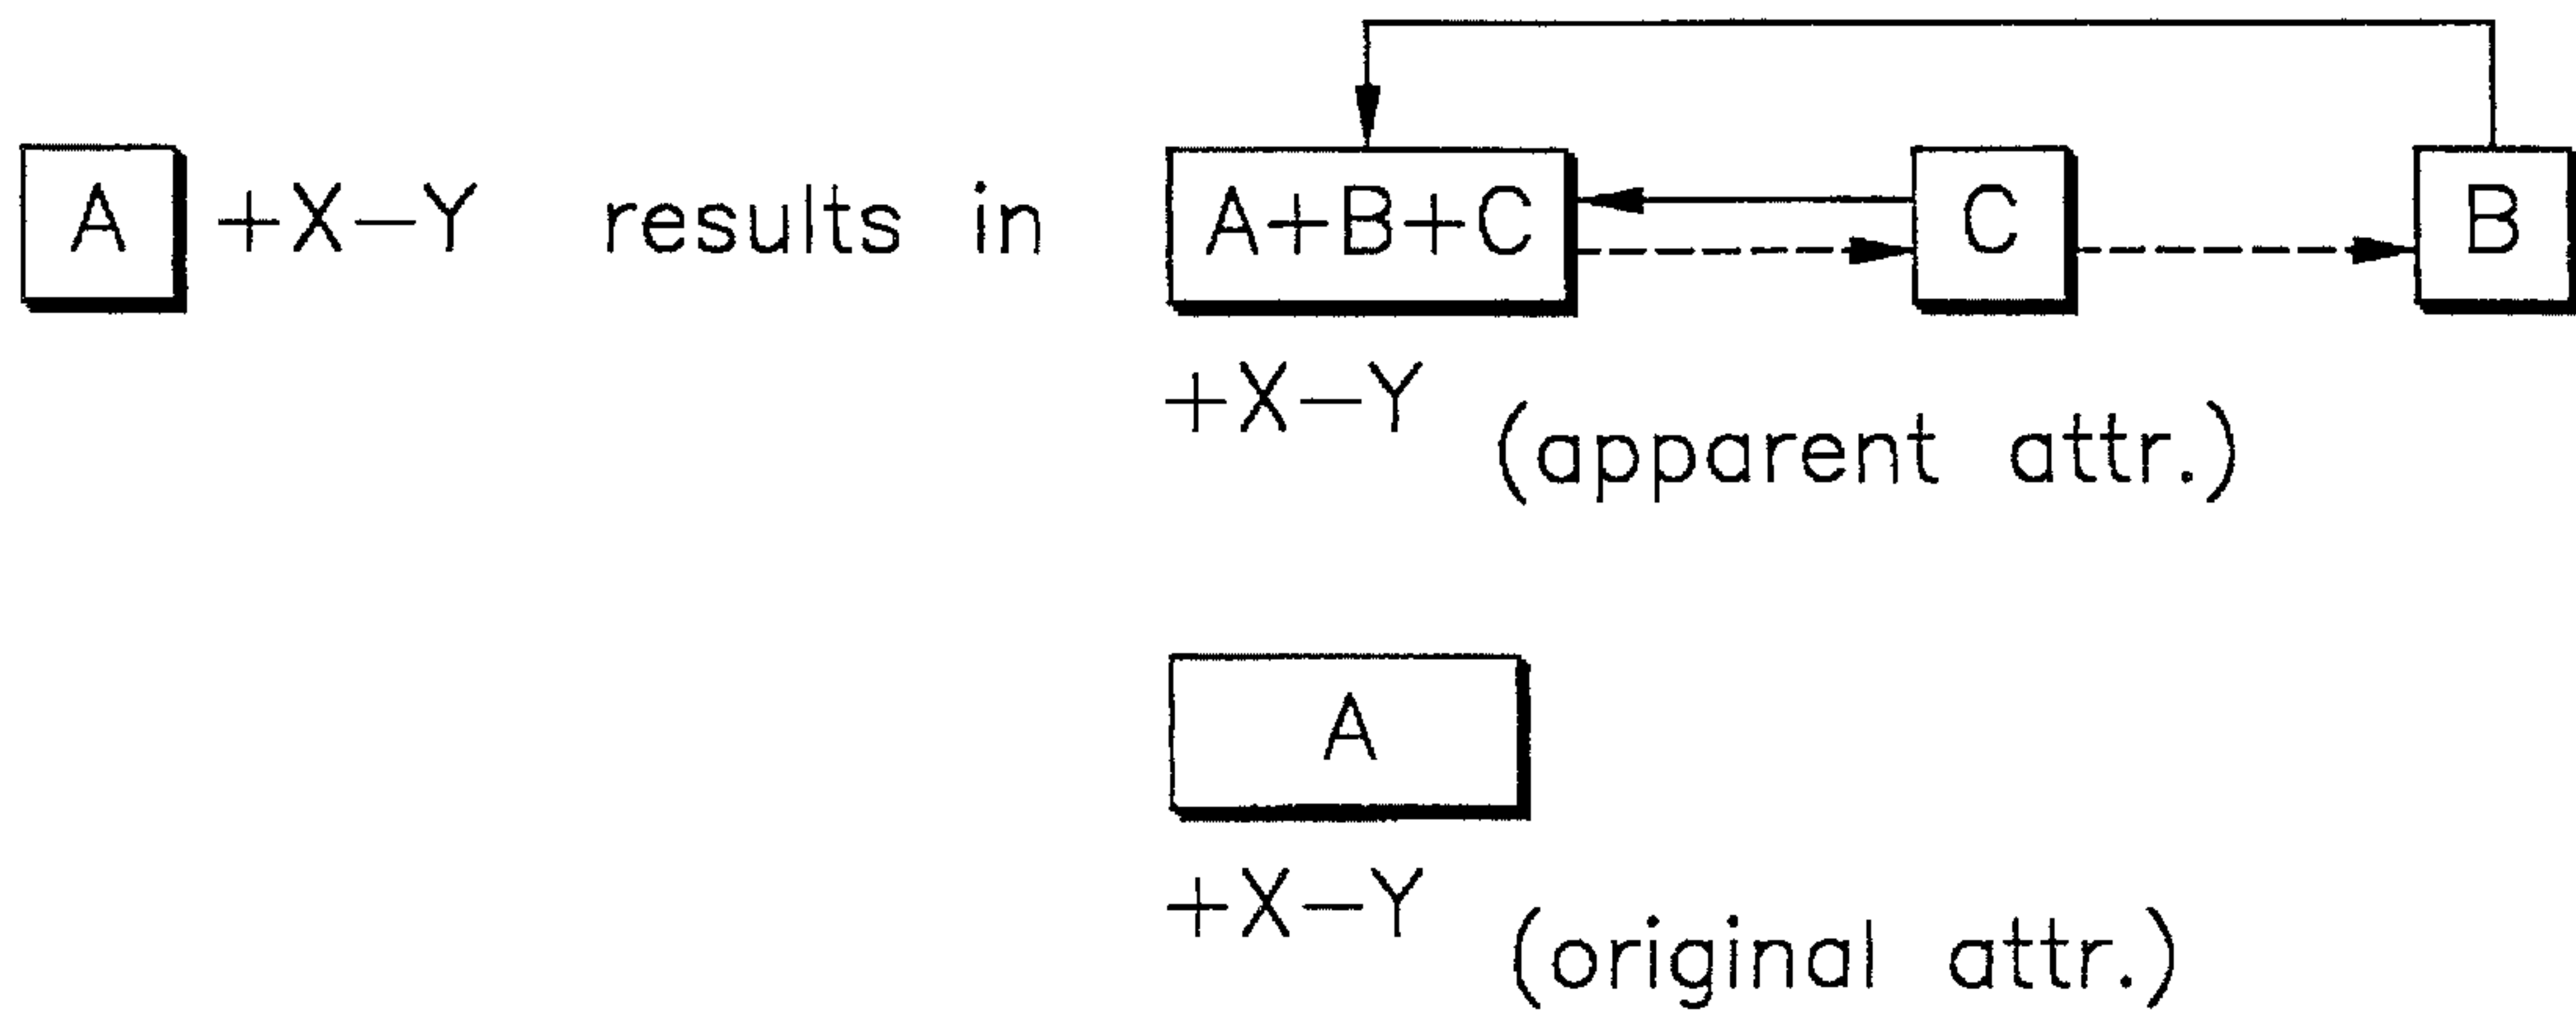 A +X−Y results in A+B+C C B
+X−Y (apparent attr.)
A
+X−Y (original attr.)